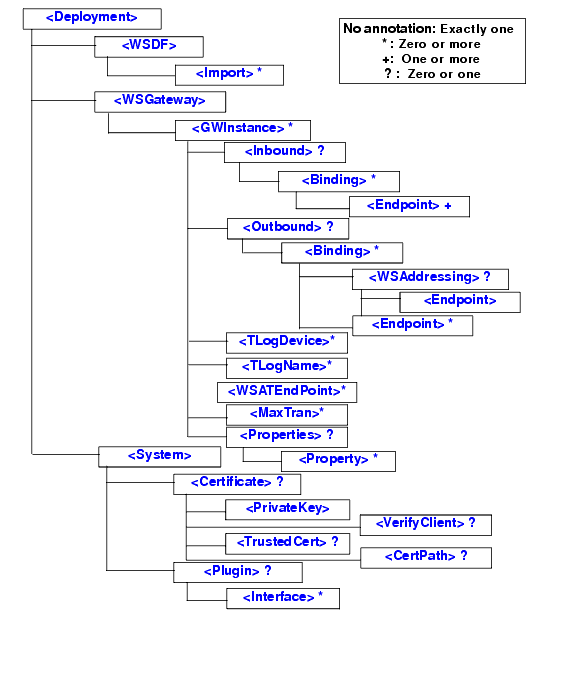 <Deployment>
No annotation: Exactly one
* : Zero or more
+: One or more
? : Zero or one
<WSDF>
<Import> *
<WSGateway>
<GWInstance> *
<Inbound> ?
<Binding> *
<Endpoint> +
<Outbound> ?
<Binding> *
<WSAddressing> ?
<Endpoint>
<Endpoint> *
<TLogDevice>*
<TLogName>*
<WSATEndPoint>*
<MaxTran>*
<Properties> ?
<Property> *
<System>
<Certificate> ?
<PrivateKey>
<VerifyClient> ?
<TrustedCert> ?
<CertPath> ?
<Plugin> ?
<Interface> *